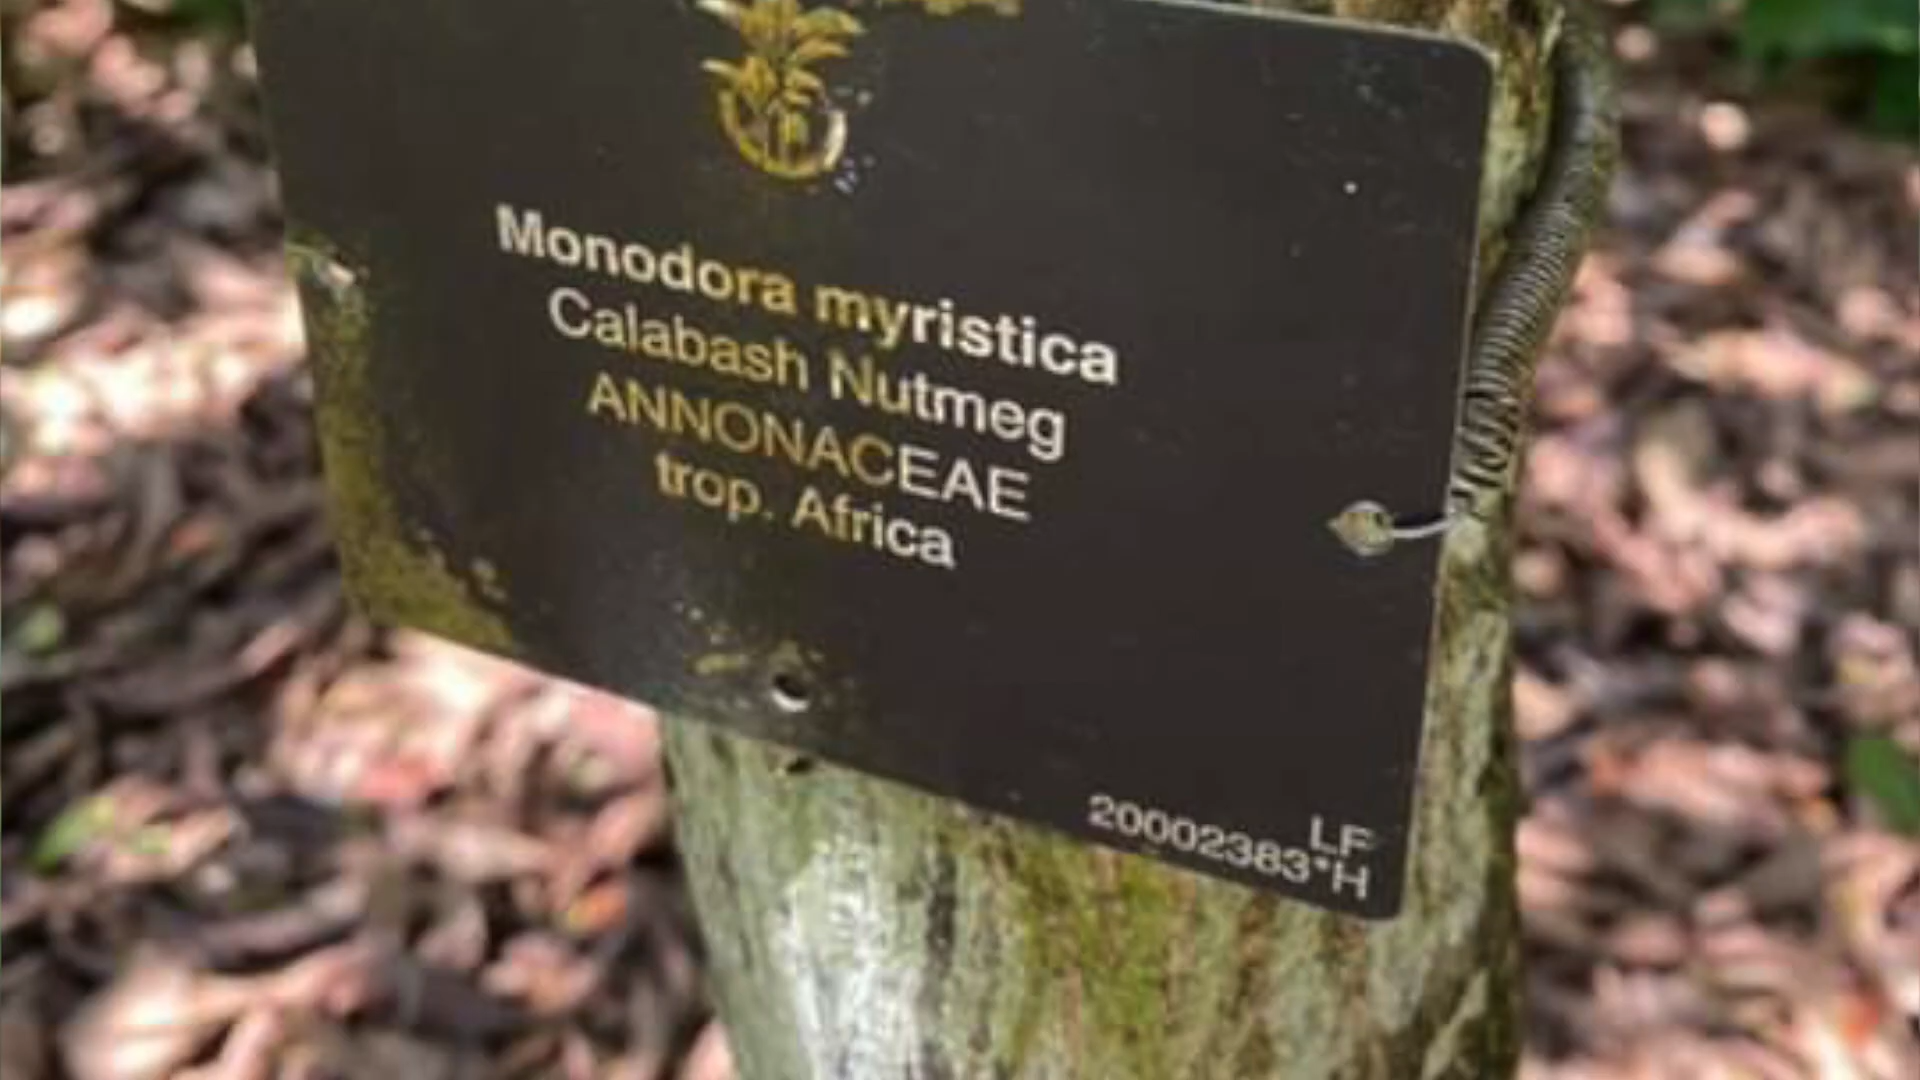 Monodora myristica
Calabash Nutmeg
ANNONACEAE
trop. Africa
LF
20002383*H